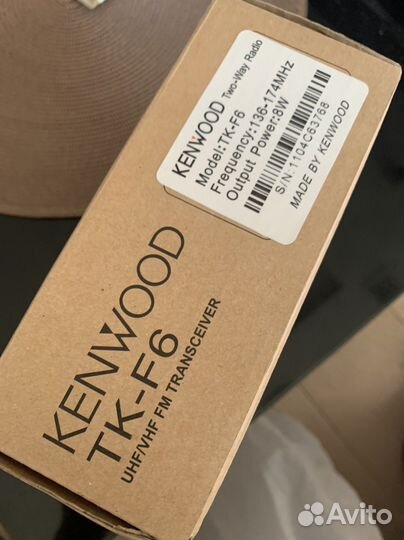 KENWOOD Two-Way Radio
Model:TK-F6
Frequency:136-174MHz
Output Power:8W
S/N:1104C63768
MADE BY KENWOOD
KENWOOD
TK-F6
UHF/VHF FM TRANSCEIVER
Avito